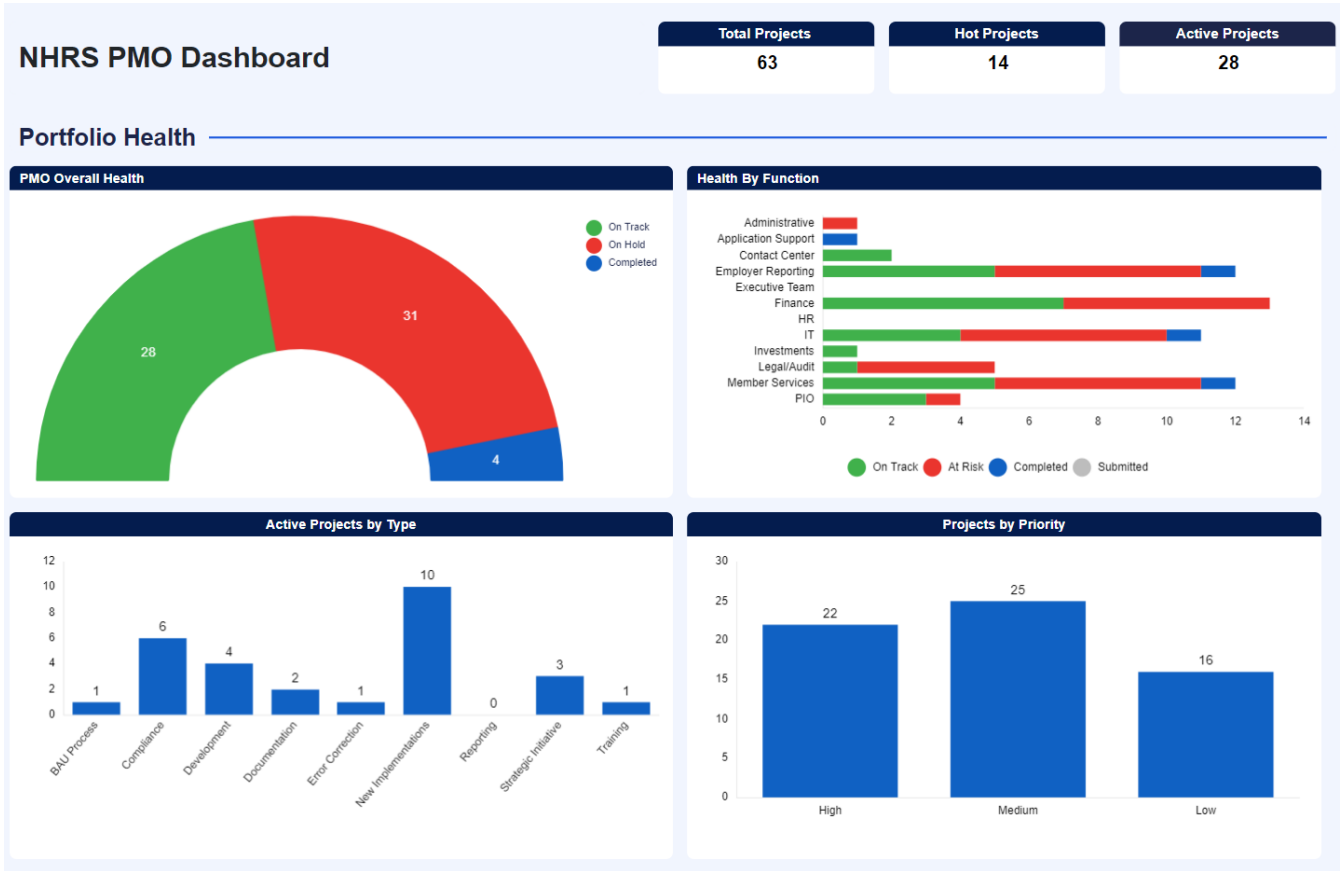 NHRS PMO Dashboard
Total Projects
63
Hot Projects
14
Active Projects
28
Portfolio Health
PMO Overall Health
On Track
On Hold
Completed
28
31
4
Health By Function
Administrative
Application Support
Contact Center
Employer Reporting
Executive Team
Finance
HR
IT
Investments
Legal/Audit
Member Services
PIO
0 2 4 6 8 10 12 14
On Track At Risk Completed Submitted
Active Projects by Type
12
10
8
6
4
2
0
1
6
4
2
1
10
0
3
1
BAU Process
Compliance
Development
Documentation
Error Correction
New Implementations
Reporting
Strategic Initiative
Training
Projects by Priority
30
25
20
15
10
5
0
22
25
16
High Medium Low